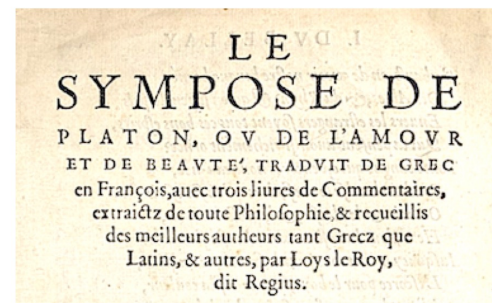 LE
SYMPOSE DE
PLATON, OV DE L'AMOVR
ET DE BEAVTE', TRADVIT DE GREC
en François, auec trois liures de Commentaires,
extraictz de toute Philosophie, & recueillis
des meilleurs autheurs tant Grecz que
Latins, & autres, par Loys le Roy,
dit Regius.